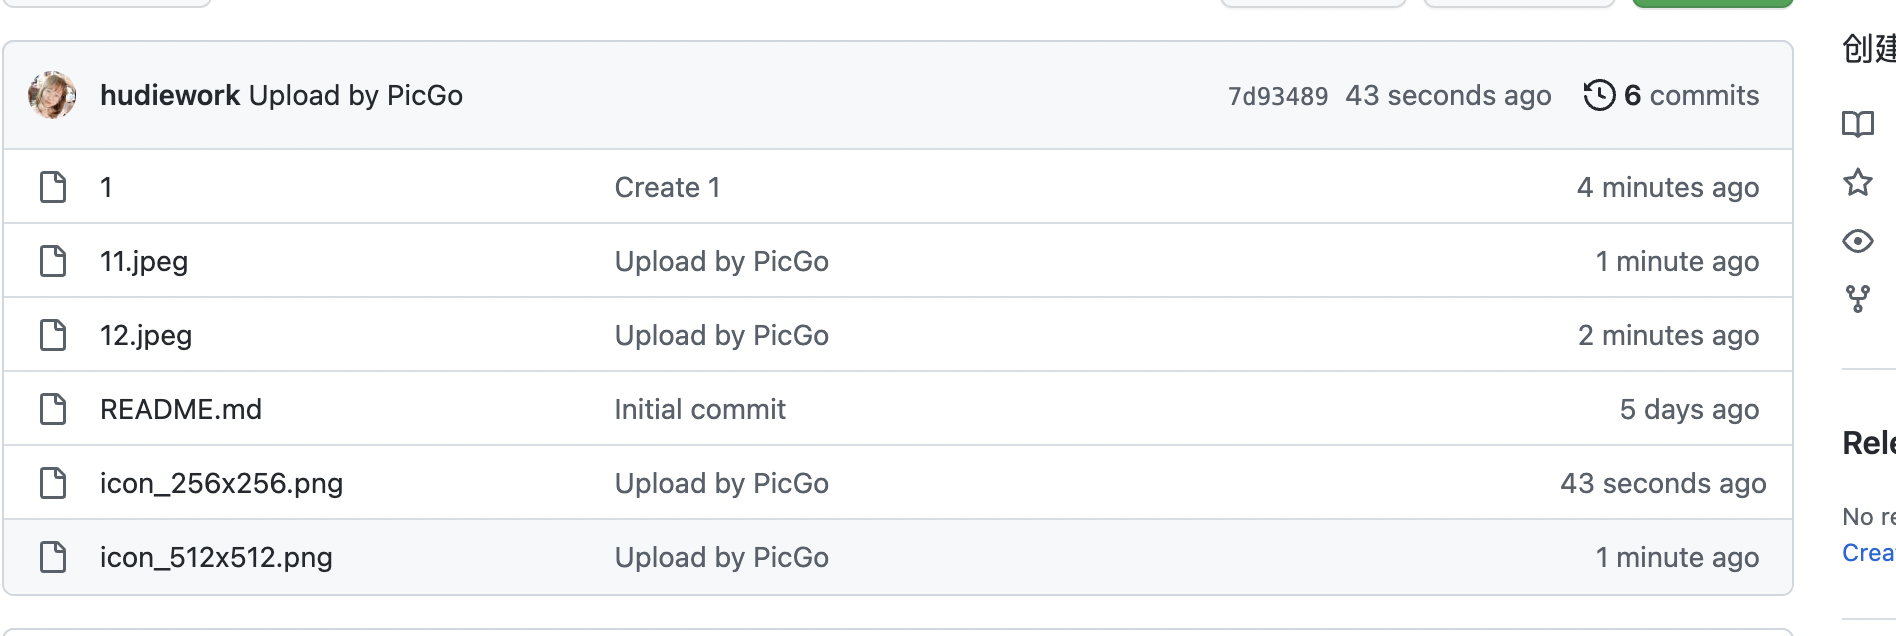 hudiework Upload by PicGo 7d93489 43 seconds ago 6 commits
1 Create 1 4 minutes ago
11.jpeg Upload by PicGo 1 minute ago
12.jpeg Upload by PicGo 2 minutes ago
README.md Initial commit 5 days ago
icon_256x256.png Upload by PicGo 43 seconds ago
icon_512x512.png Upload by PicGo 1 minute ago
创建
Rele
No re
Crea